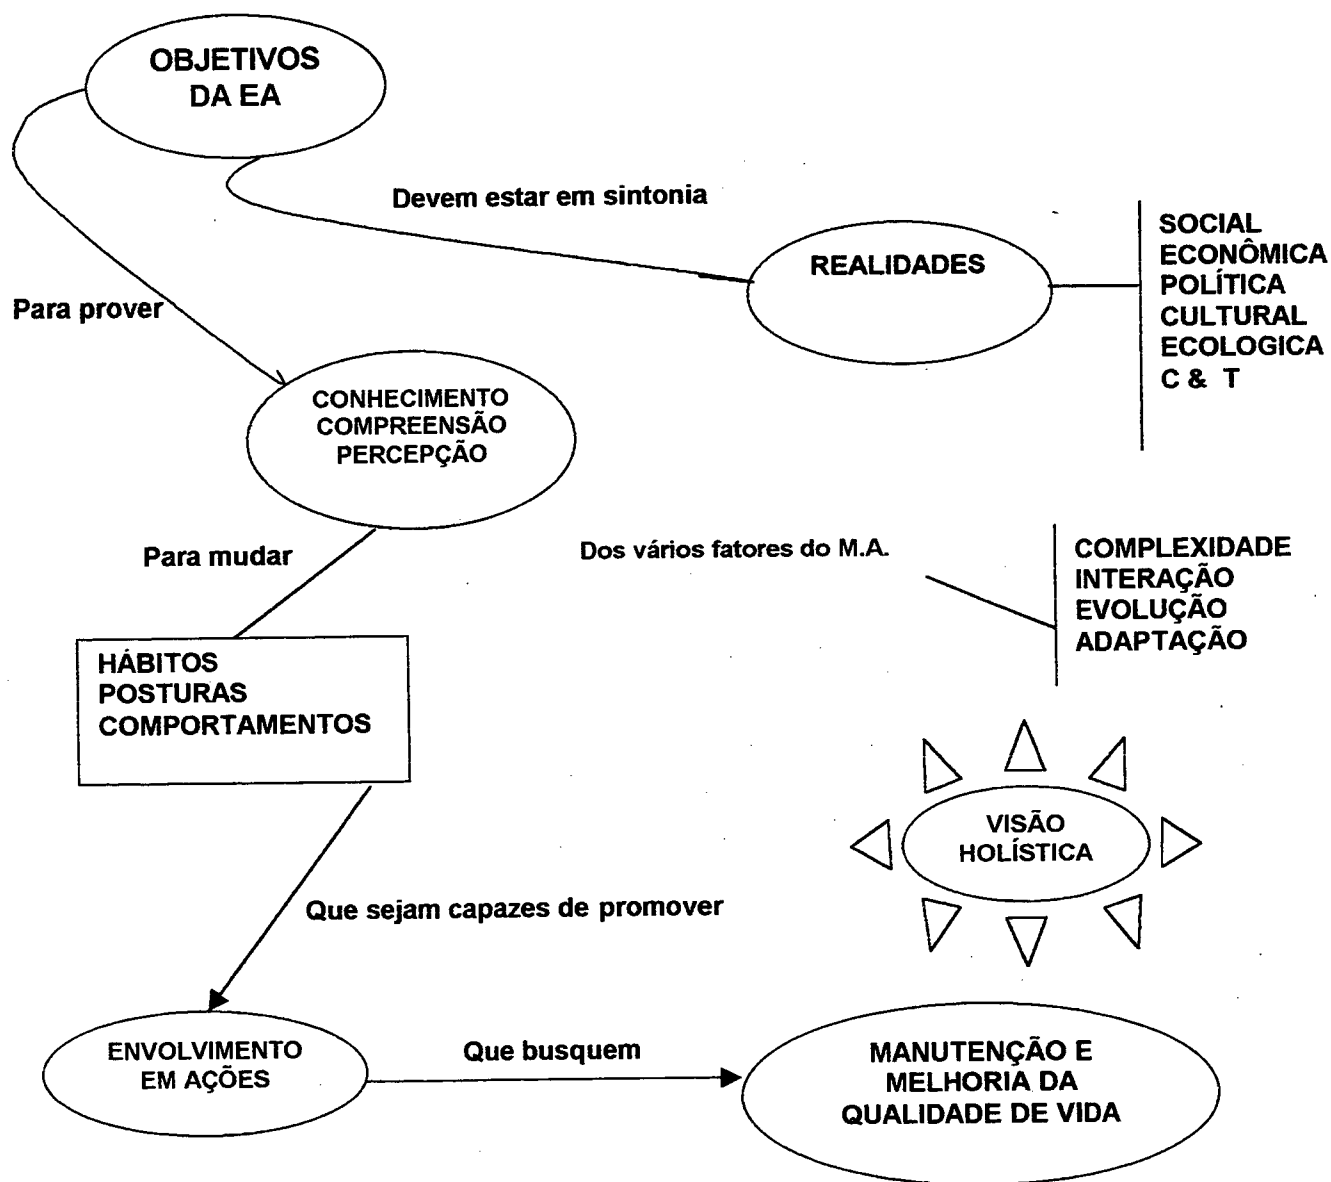 OBJETIVOS
DA EA
Devem estar em sintonia
REALIDADES
SOCIAL
ECONÔMICA
POLÍTICA
CULTURAL
ECOLOGICA
C & T
Para prover
CONHECIMENTO
COMPREENSÃO
PERCEPÇÃO
Para mudar
Dos vários fatores do M.A.
COMPLEXIDADE
INTERAÇÃO
EVOLUÇÃO
ADAPTAÇÃO
HÁBITOS
POSTURAS
COMPORTAMENTOS
VISÃO
HOLÍSTICA
Que sejam capazes de promover
ENVOLVIMENTO
EM AÇÕES
Que busquem
MANUTENÇÃO E
MELHORIA DA
QUALIDADE DE VIDA